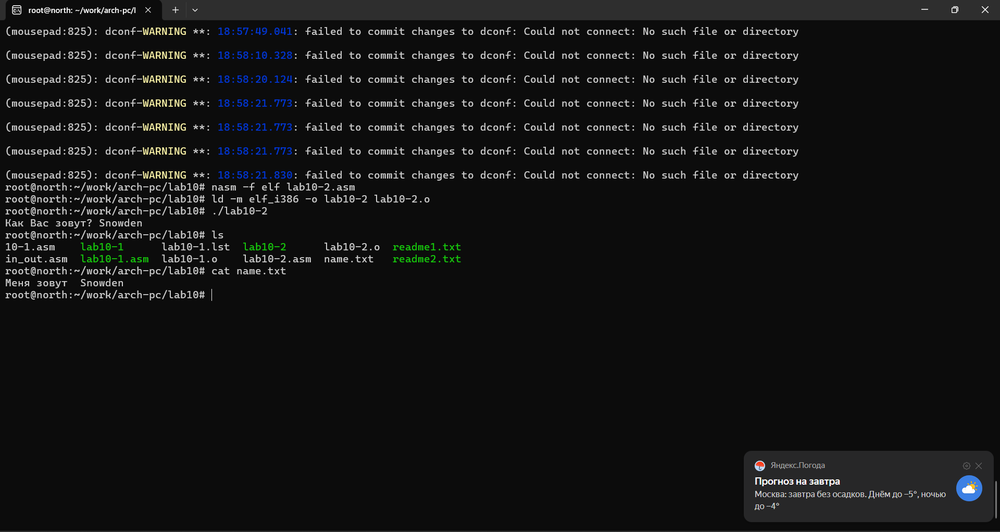 root@north: ~/work/arch-pc/l
(mousepad:825): dconf-WARNING **: 18:57:49.041: failed to commit changes to dconf: Could not connect: No such file or directory
(mousepad:825): dconf-WARNING **: 18:58:10.328: failed to commit changes to dconf: Could not connect: No such file or directory
(mousepad:825): dconf-WARNING **: 18:58:20.124: failed to commit changes to dconf: Could not connect: No such file or directory
(mousepad:825): dconf-WARNING **: 18:58:21.773: failed to commit changes to dconf: Could not connect: No such file or directory
(mousepad:825): dconf-WARNING **: 18:58:21.773: failed to commit changes to dconf: Could not connect: No such file or directory
(mousepad:825): dconf-WARNING **: 18:58:21.773: failed to commit changes to dconf: Could not connect: No such file or directory
(mousepad:825): dconf-WARNING **: 18:58:21.830: failed to commit changes to dconf: Could not connect: No such file or directory
root@north:~/work/arch-pc/lab10# nasm -f elf lab10-2.asm
root@north:~/work/arch-pc/lab10# ld -m elf_i386 -o lab10-2 lab10-2.o
root@north:~/work/arch-pc/lab10# ./lab10-2
Как Вас зовут? Snowden
root@north:~/work/arch-pc/lab10# ls
10-1.asm    lab10-1      lab10-1.lst  lab10-2      lab10-2.o  readme1.txt
in_out.asm  lab10-1.asm  lab10-1.o    lab10-2.asm  name.txt   readme2.txt
root@north:~/work/arch-pc/lab10# cat name.txt
Меня зовут  Snowden
root@north:~/work/arch-pc/lab10#
Яндекс.Погода
Прогноз на завтра
Москва: завтра без осадков. Днём до −5°, ночью
до −4°